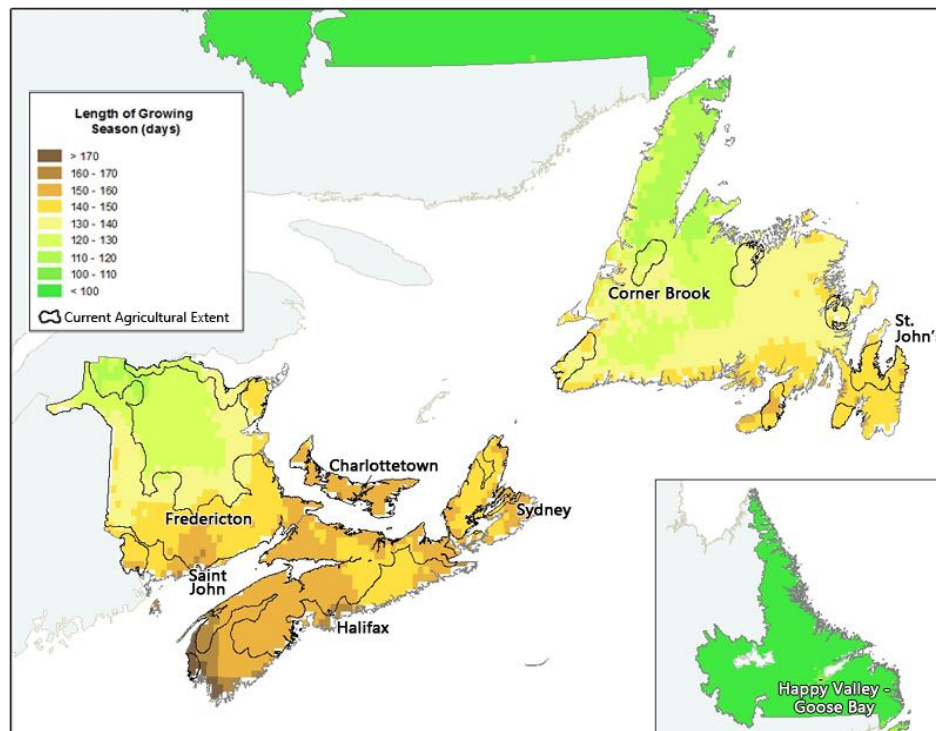 Length of Growing
Season (days)
> 170
160 - 170
150 - 160
140 - 150
130 - 140
120 - 130
110 - 120
100 - 110
< 100
Current Agricultural Extent
Corner Brook
St.
John's
Charlottetown
Fredericton
Sydney
Saint
John
Halifax
Happy Valley -
Goose Bay